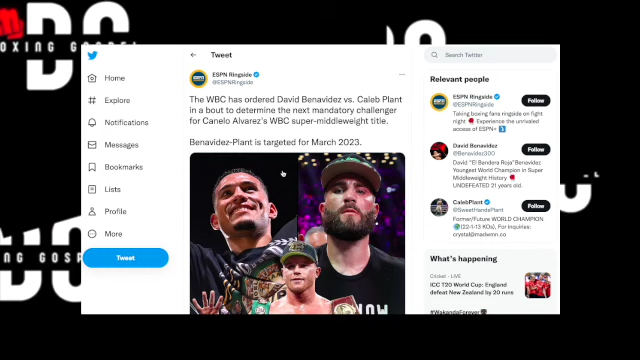 DG
BOXING GOSPEL
Tweet
Search Twitter
Home
Explore
Notifications
Messages
Bookmarks
Lists
Profile
More
Tweet
ESPN Ringside
@ESPNRingside
The WBC has ordered David Benavidez vs. Caleb Plant
in a bout to determine the next mandatory challenger
for Canelo Alvarez's WBC super-middleweight title.
Benavidez-Plant is targeted for March 2023.
Relevant people
ESPN Ringside
@ESPNRingside
Follow
Taking boxing fans ringside on fight
night 🥊 Experience the unrivaled
access of ESPN+ ⤵️
David Benavidez
@Benavidez300
Follow
David "El Bandera Roja"Benavidez
Youngest World Champion in Super
Middleweight History 🥊
UNDEFEATED 21 years old.
CalebPlant
@SweetHandsPlant
Follow
Former/Future WORLD CHAMPION
🌍(22-1-13 KOs), For Inquiries:
crystal@madwmn.co
What's happening
Cricket · LIVE
ICC T20 World Cup: England
defeat New Zealand by 20 runs
#WakandaForever